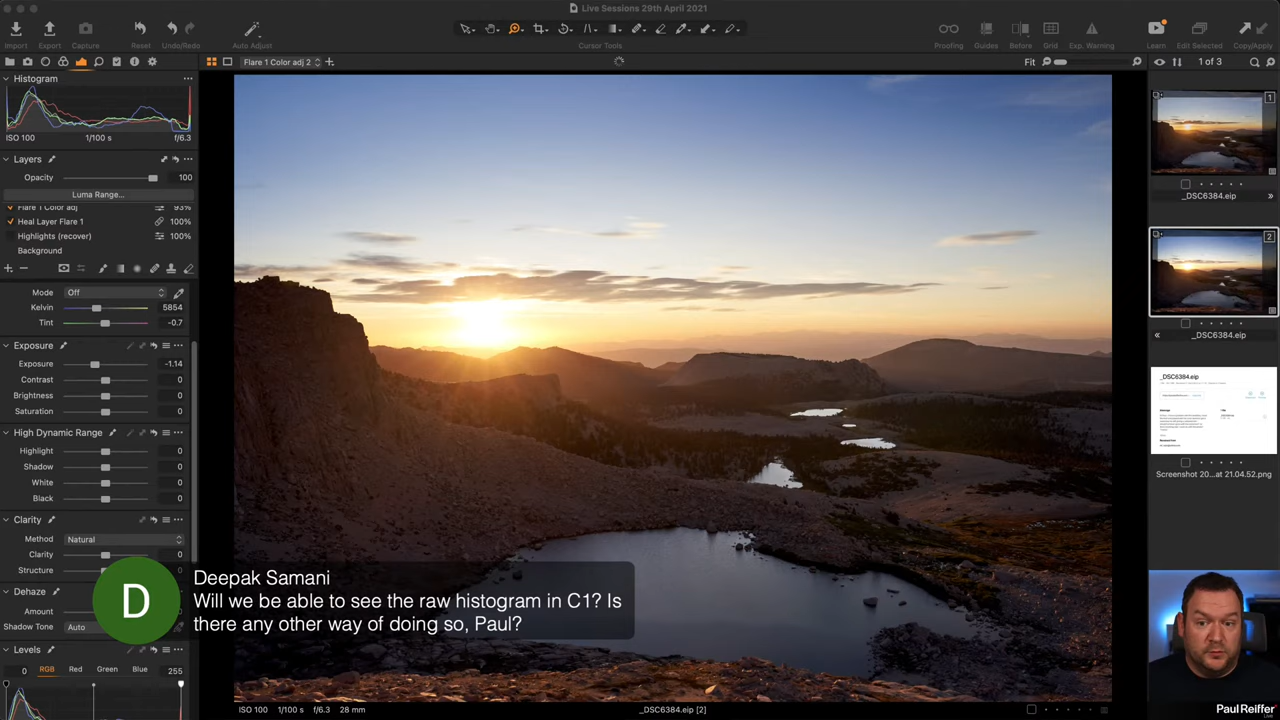 Live Sessions 29th April 2021
Import
Export
Capture
Reset
Undo/Redo
Auto Adjust
Cursor Tools
Proofing
Guides
Before
Grid
Exp. Warning
Learn
Edit Selected
Copy/Apply
Flare 1 Color adj 2
Fit
1 of 3
Histogram
ISO 100
1/100 s
f/6.3
Layers
Opacity
100
Luma Range...
Flare 1 Color adj
93%
Heal Layer Flare 1
100%
Highlights (recover)
100%
Background
Mode
Off
Kelvin
5854
Tint
-0.7
Exposure
Exposure
-1.14
Contrast
0
Brightness
0
Saturation
0
High Dynamic Range
Highlight
0
Shadow
0
White
0
Black
0
Clarity
Method
Natural
Clarity
0
Structure
Dehaze
Amount
Shadow Tone
Auto
Levels
0
RGB
Red
Green
Blue
255
D
Deepak Samani
Will we be able to see the raw histogram in C1? Is
there any other way of doing so, Paul?
ISO 100
1/100 s
f/6.3
28 mm
_DSC6384.eip [2]
1
_DSC6384.eip
2
_DSC6384.eip
_DSC6384.eip
Screenshot 20...at 21.04.52.png
PaulReiffer
Live